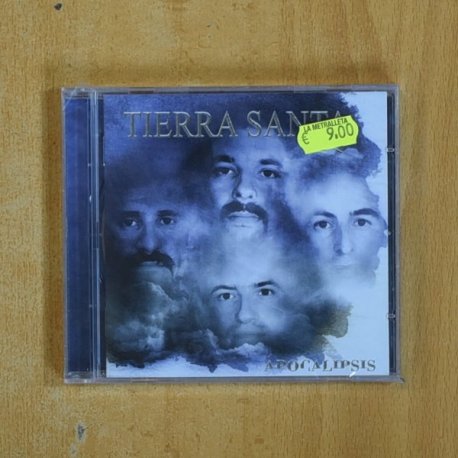 TIERRA SANTA
LA METRALLETA
€ 9.00
APOCALIPSIS